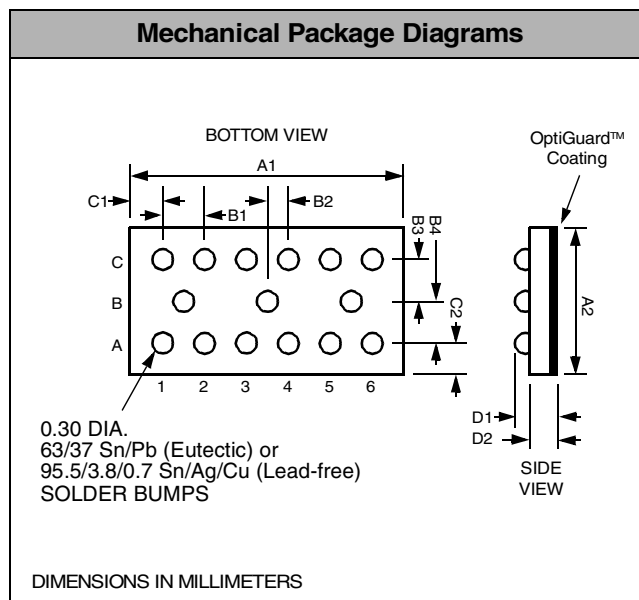 Mechanical Package Diagrams
BOTTOM VIEW
OptiGuard™
Coating
A1
C1
B1
B2
B3
B4
C
B
A
C2
A2
1 2 3 4 5 6
D1
D2
0.30 DIA.
63/37 Sn/Pb (Eutectic) or
95.5/3.8/0.7 Sn/Ag/Cu (Lead-free)
SOLDER BUMPS
SIDE
VIEW
DIMENSIONS IN MILLIMETERS